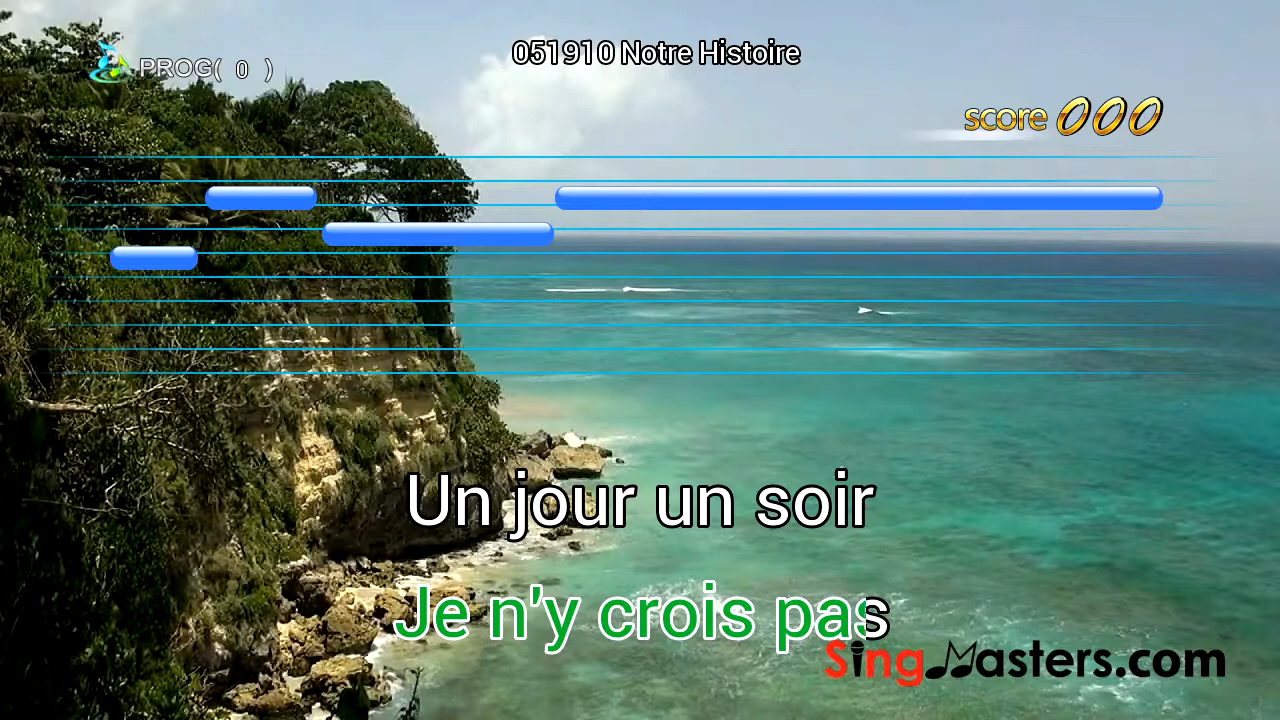 051910 Notre Histoire
PROG( 0 )
score 000
Un jour un soir
Je n'y crois pas
SingMasters.com